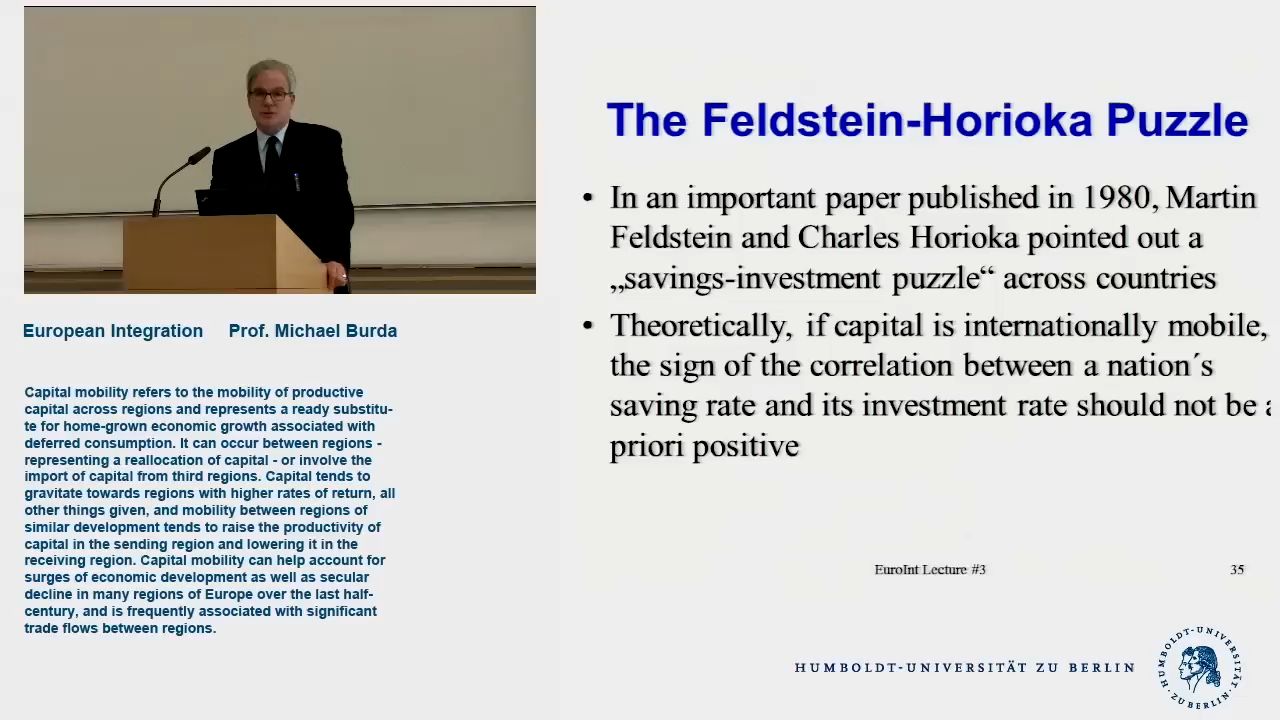 The Feldstein-Horioka Puzzle
• In an important paper published in 1980, Martin
Feldstein and Charles Horioka pointed out a
„savings-investment puzzle“ across countries
• Theoretically, if capital is internationally mobile,
the sign of the correlation between a nation´s
saving rate and its investment rate should not be a
priori positive
EuroInt Lecture #3 35
European Integration Prof. Michael Burda
Capital mobility refers to the mobility of productive
capital across regions and represents a ready substitu-
te for home-grown economic growth associated with
deferred consumption. It can occur between regions -
representing a reallocation of capital - or involve the
import of capital from third regions. Capital tends to
gravitate towards regions with higher rates of return, all
other things given, and mobility between regions of
similar development tends to raise the productivity of
capital in the sending region and lowering it in the
receiving region. Capital mobility can help account for
surges of economic development as well as secular
decline in many regions of Europe over the last half-
century, and is frequently associated with significant
trade flows between regions.
HUMBOLDT-UNIVERSITÄT ZU BERLIN
HUMBOLDT-UNIVERSITÄT
ZU BERLIN